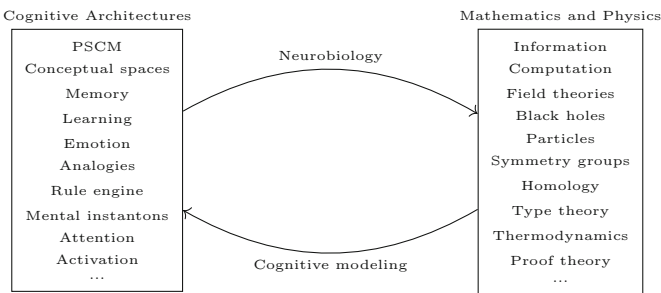 Cognitive Architectures
PSCM
Conceptual spaces
Memory
Learning
Emotion
Analogies
Rule engine
Mental instantons
Attention
Activation
...
Neurobiology
Cognitive modeling
Mathematics and Physics
Information
Computation
Field theories
Black holes
Particles
Symmetry groups
Homology
Type theory
Thermodynamics
Proof theory
...